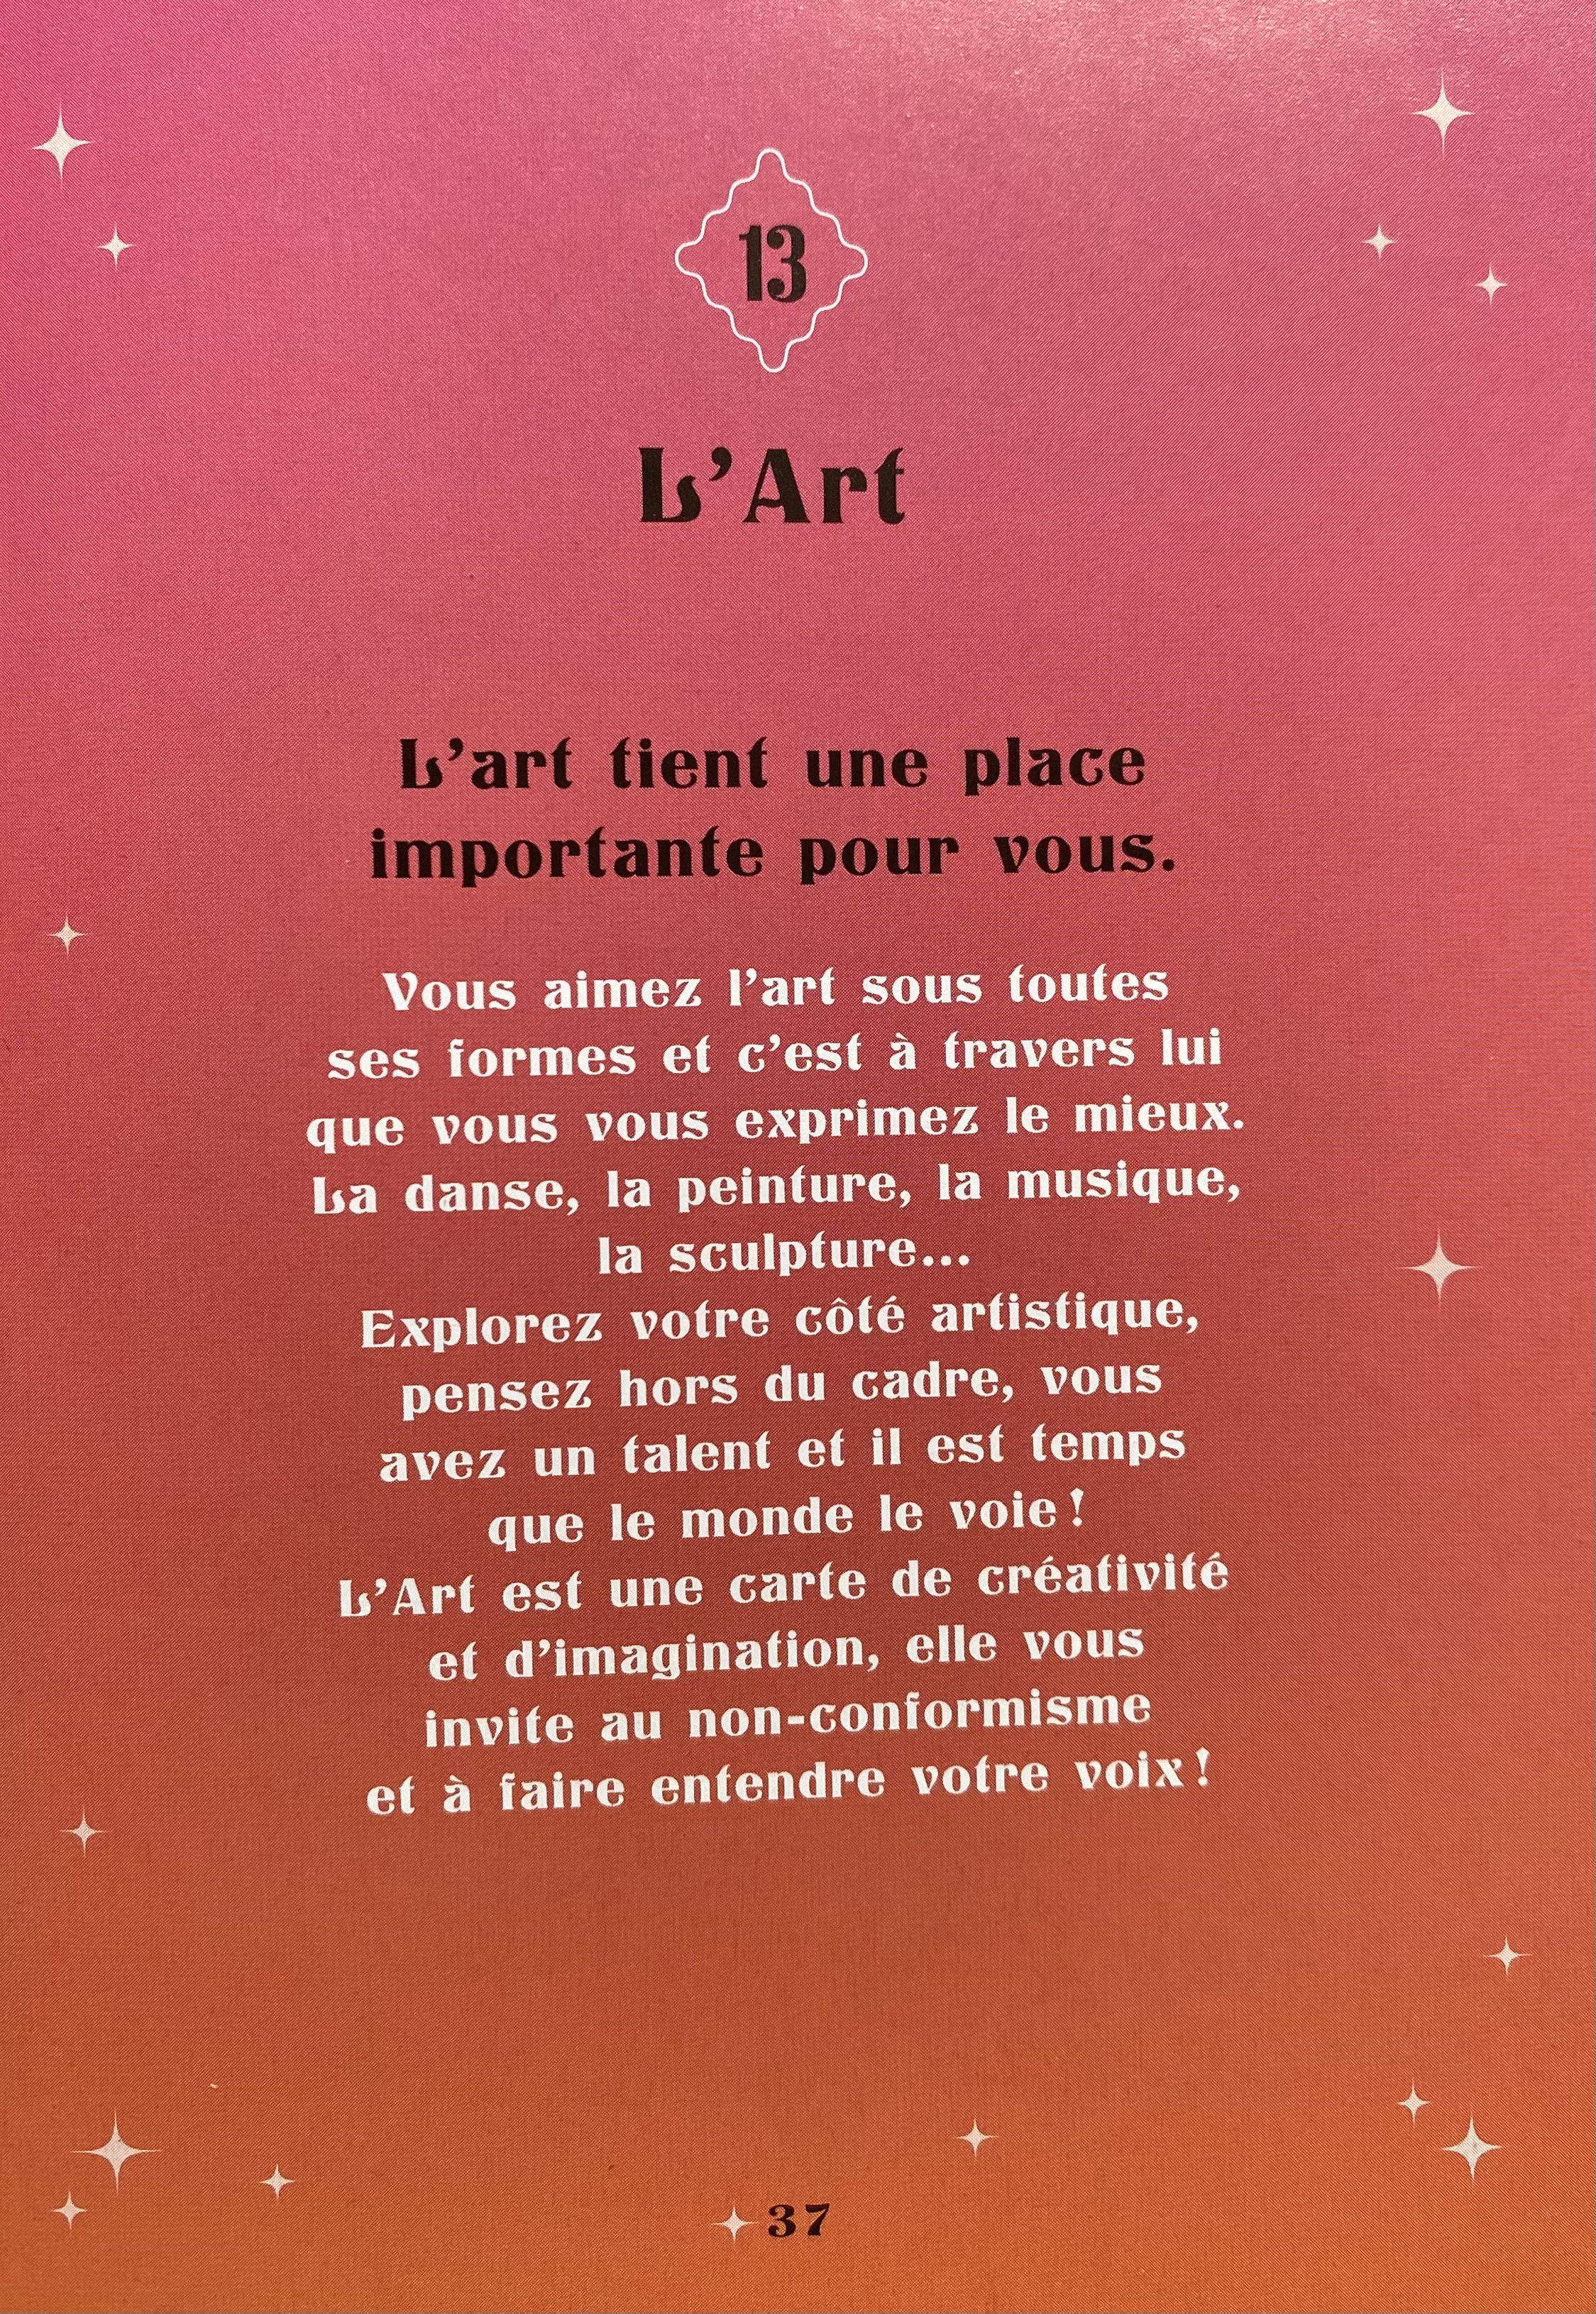 13
L'Art
L'art tient une place
importante pour vous.
Vous aimez l'art sous toutes
ses formes et c'est à travers lui
que vous vous exprimez le mieux.
La danse, la peinture, la musique,
la sculpture...
Explorez votre côté artistique,
pensez hors du cadre, vous
avez un talent et il est temps
que le monde le voie !
L'Art est une carte de créativité
et d'imagination, elle vous
invite au non-conformisme
et à faire entendre votre voix !
37